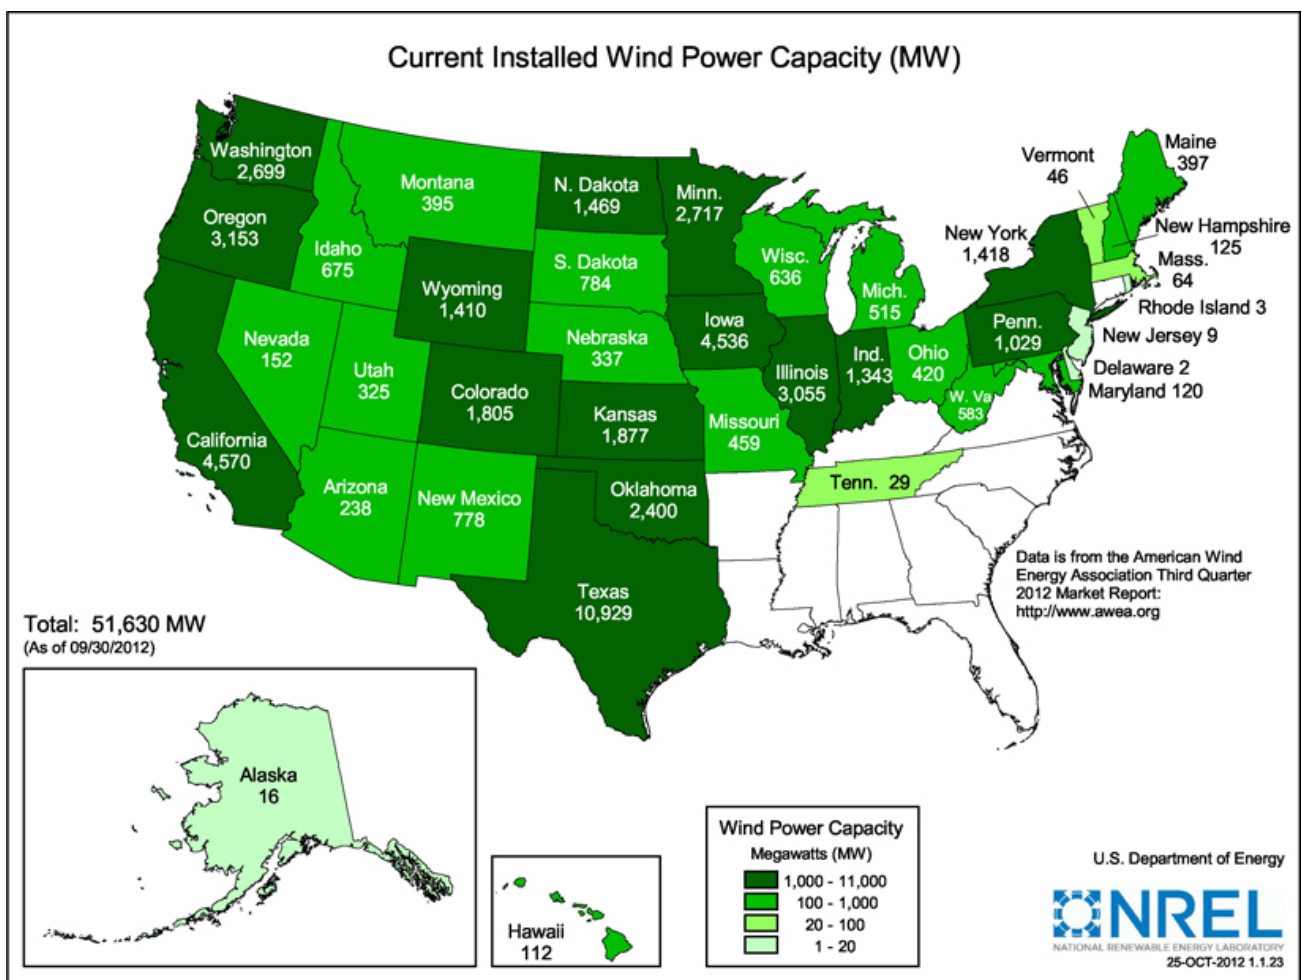 Current Installed Wind Power Capacity (MW)
Washington
2,699
Oregon
3,153
California
4,570
Idaho
675
Nevada
152
Montana
395
Wyoming
1,410
Utah
325
Colorado
1,805
Arizona
238
New Mexico
778
N. Dakota
1,469
S. Dakota
784
Nebraska
337
Kansas
1,877
Oklahoma
2,400
Texas
10,929
Minn.
2,717
Iowa
4,536
Missouri
459
Wisc.
636
Illinois
3,055
Mich.
515
Ind.
1,343
Ohio
420
W. Va
583
Tenn. 29
Penn.
1,029
New York
1,418
Vermont
46
Maine
397
New Hampshire
125
Mass.
64
Rhode Island 3
New Jersey 9
Delaware 2
Maryland 120
Data is from the American Wind
Energy Association Third Quarter
2012 Market Report:
http://www.awea.org
Total: 51,630 MW
(As of 09/30/2012)
Alaska
16
Hawaii
112
Wind Power Capacity
Megawatts (MW)
1,000 - 11,000
100 - 1,000
20 - 100
1 - 20
U.S. Department of Energy
NREL
NATIONAL RENEWABLE ENERGY LABORATORY
25-OCT-2012 1.1.23